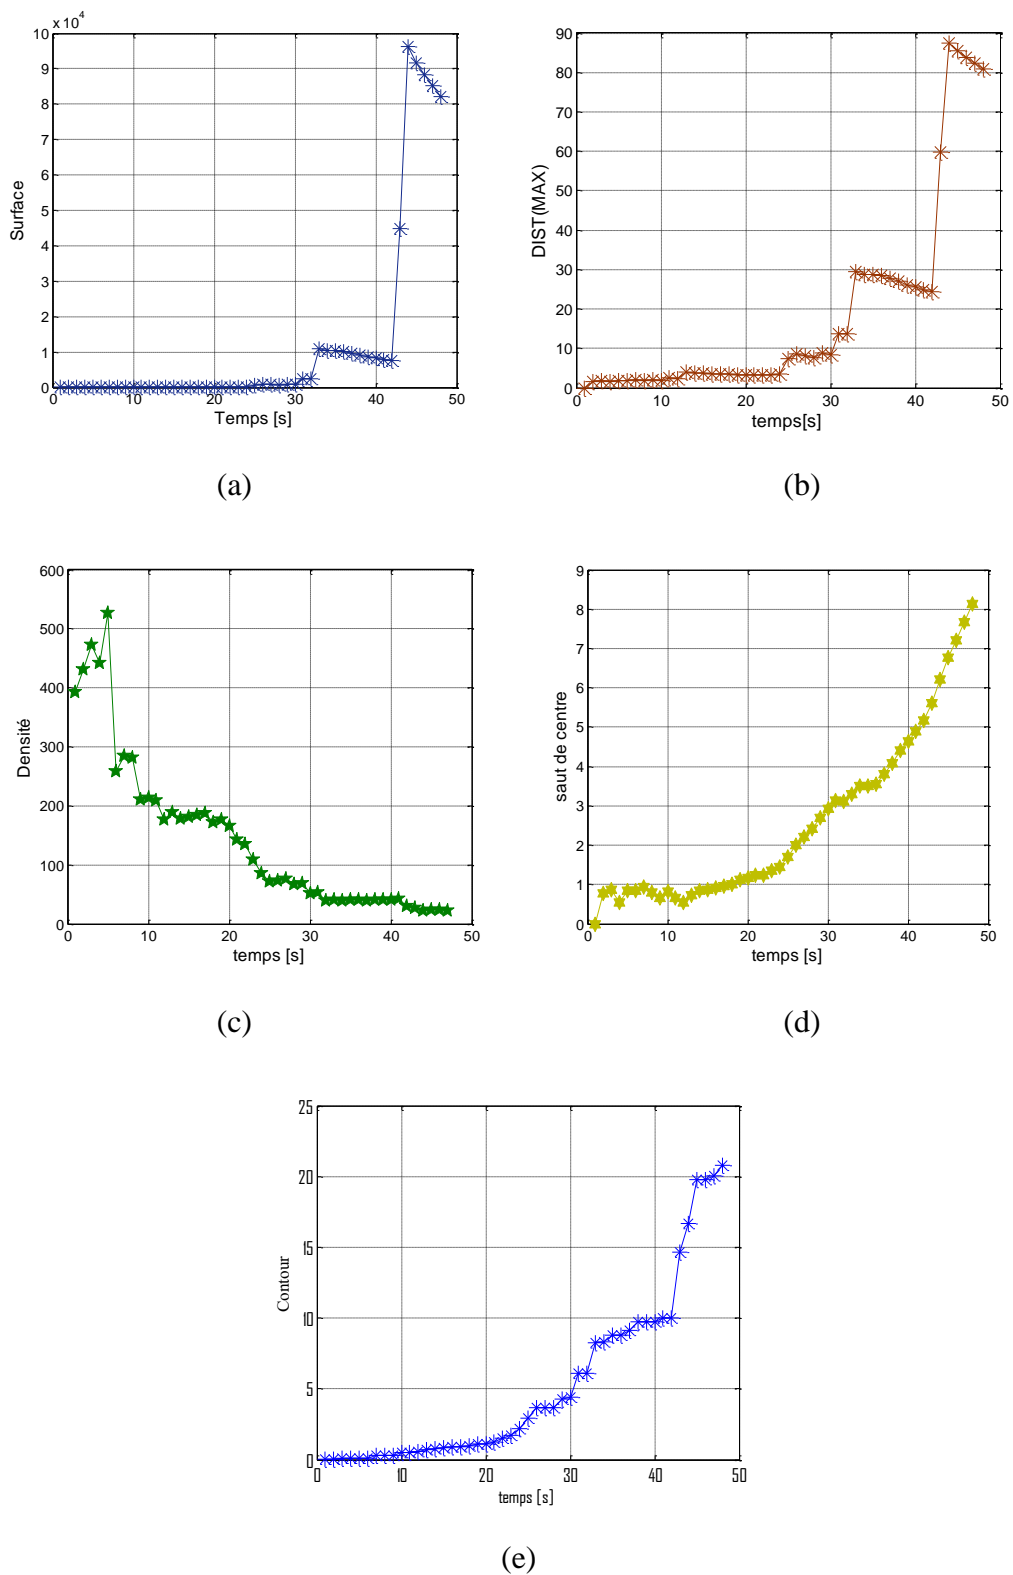 x 10 4
10
9
8
7
6
5
4
3
2
1
0
Surface
0 10 20 30 40 50
Temps [s]
(a)
90
80
70
60
50
40
30
20
10
0
DIST(MAX)
0 10 20 30 40 50
temps[s]
(b)
600
500
400
300
200
100
0
Densité
0 10 20 30 40 50
temps [s]
(c)
9
8
7
6
5
4
3
2
1
0
saut de centre
0 10 20 30 40 50
temps [s]
(d)
25
20
15
10
5
0
Contour
0 10 20 30 40 50
temps [s]
(e)